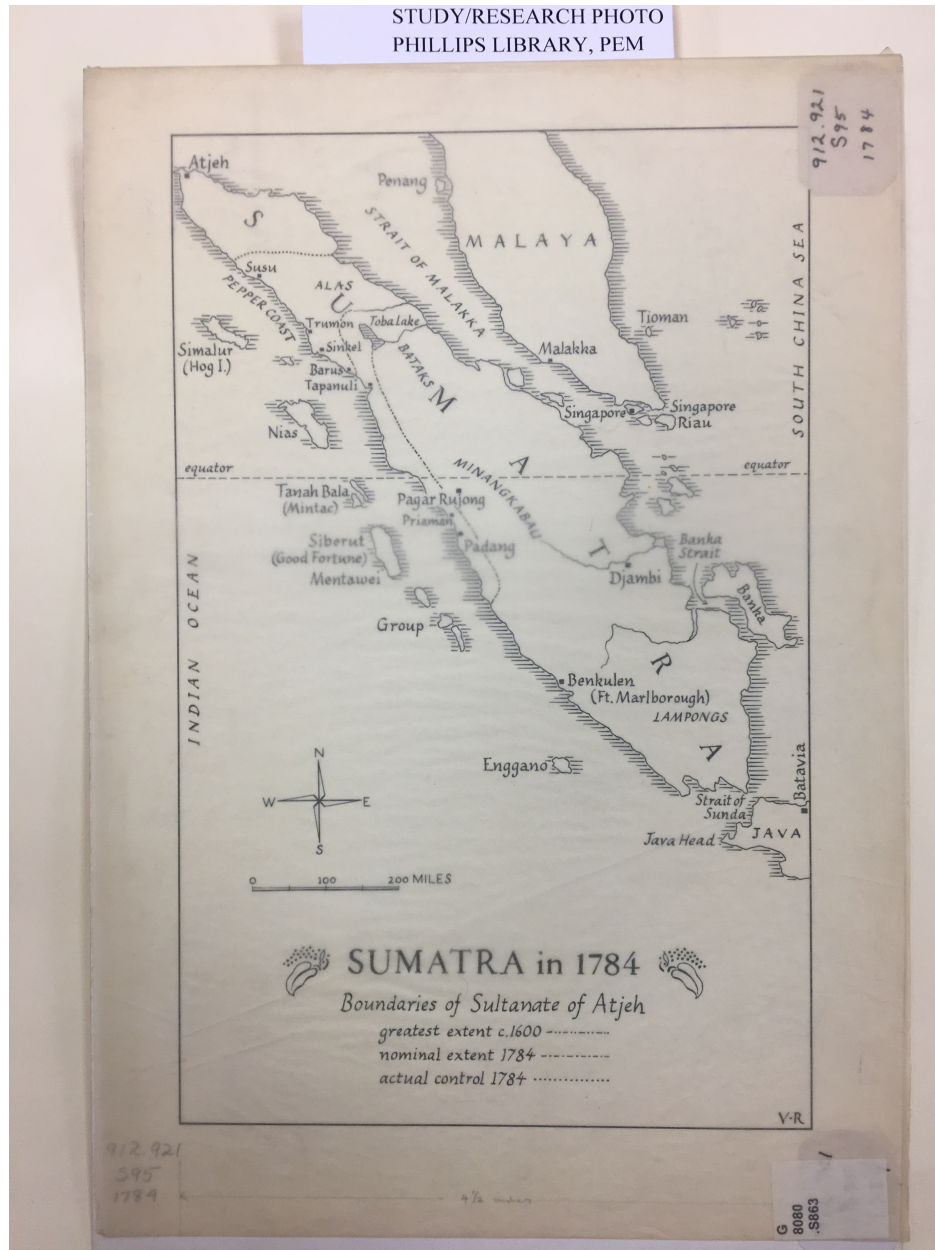 STUDY/RESEARCH PHOTO
PHILLIPS LIBRARY, PEM
912.921
S95
1784
Atjeh
Penang
S
STRAIT OF MALAKKA
MALAYA
SOUTH CHINA SEA
Susu
PEPPER COAST
ALAS
U
Trumon
Toba Lake
Tioman
Simalur
(Hog I.)
Sinkel
Malakka
Barus
Tapanuli
BATAKS
M
Singapore
Singapore
Riau
Nias
A
equator
equator
MINANGKABAU
Tanah Bala
(Mintac)
Pagar Rujong
Priaman
Padang
Siberut
(Good Fortune)
Mentawei
T
Banka
Strait
Djambi
Banka
INDIAN OCEAN
Group
R
Benkulen
(Ft. Marlborough)
LAMPONGS
A
Enggano
Batavia
Strait of
Sunda
JAVA
Java Head
N
W
E
S
0 100 200 MILES
SUMATRA in 1784
Boundaries of Sultanate of Atjeh
greatest extent c.1600
nominal extent 1784
actual control 1784
V·R
912.921
S95
1784
4½
G
8080
.S863